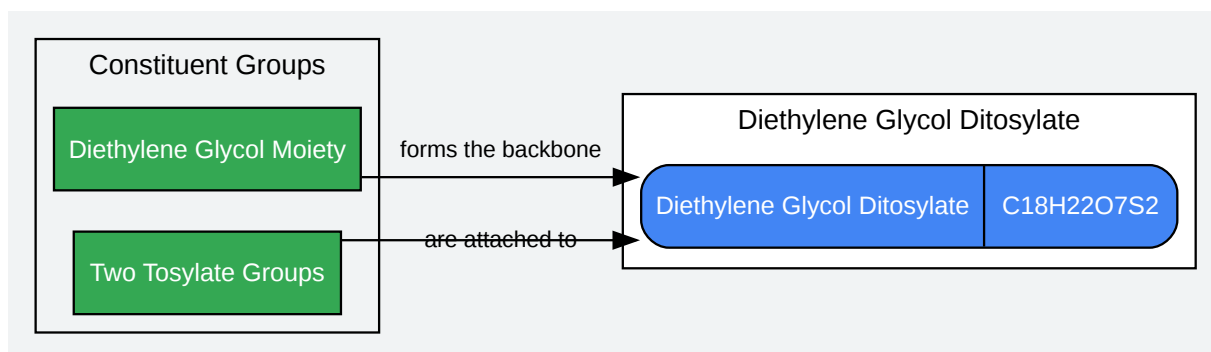 Constituent Groups
Diethylene Glycol Moiety
Two Tosylate Groups
forms the backbone
are attached to
Diethylene Glycol Ditosylate
Diethylene Glycol Ditosylate
C18H22O7S2